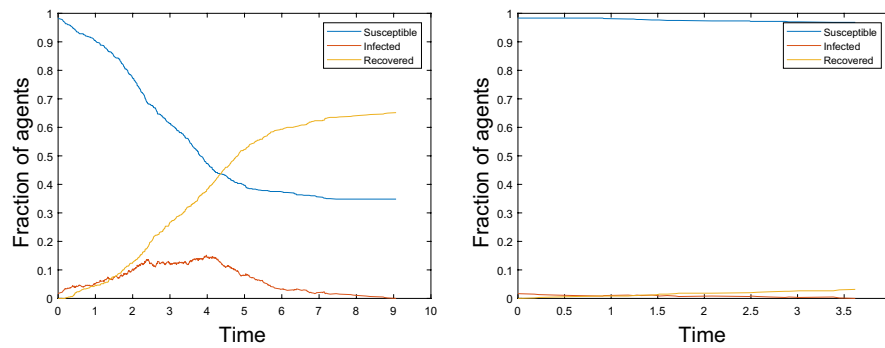 1
0.9
0.8
0.7
0.6
0.5
0.4
0.3
0.2
0.1
0
Fraction of agents
Susceptible
Infected
Recovered
0 1 2 3 4 5 6 7 8 9 10
Time
1
0.9
0.8
0.7
0.6
0.5
0.4
0.3
0.2
0.1
0
Fraction of agents
Susceptible
Infected
Recovered
0 0.5 1 1.5 2 2.5 3 3.5
Time